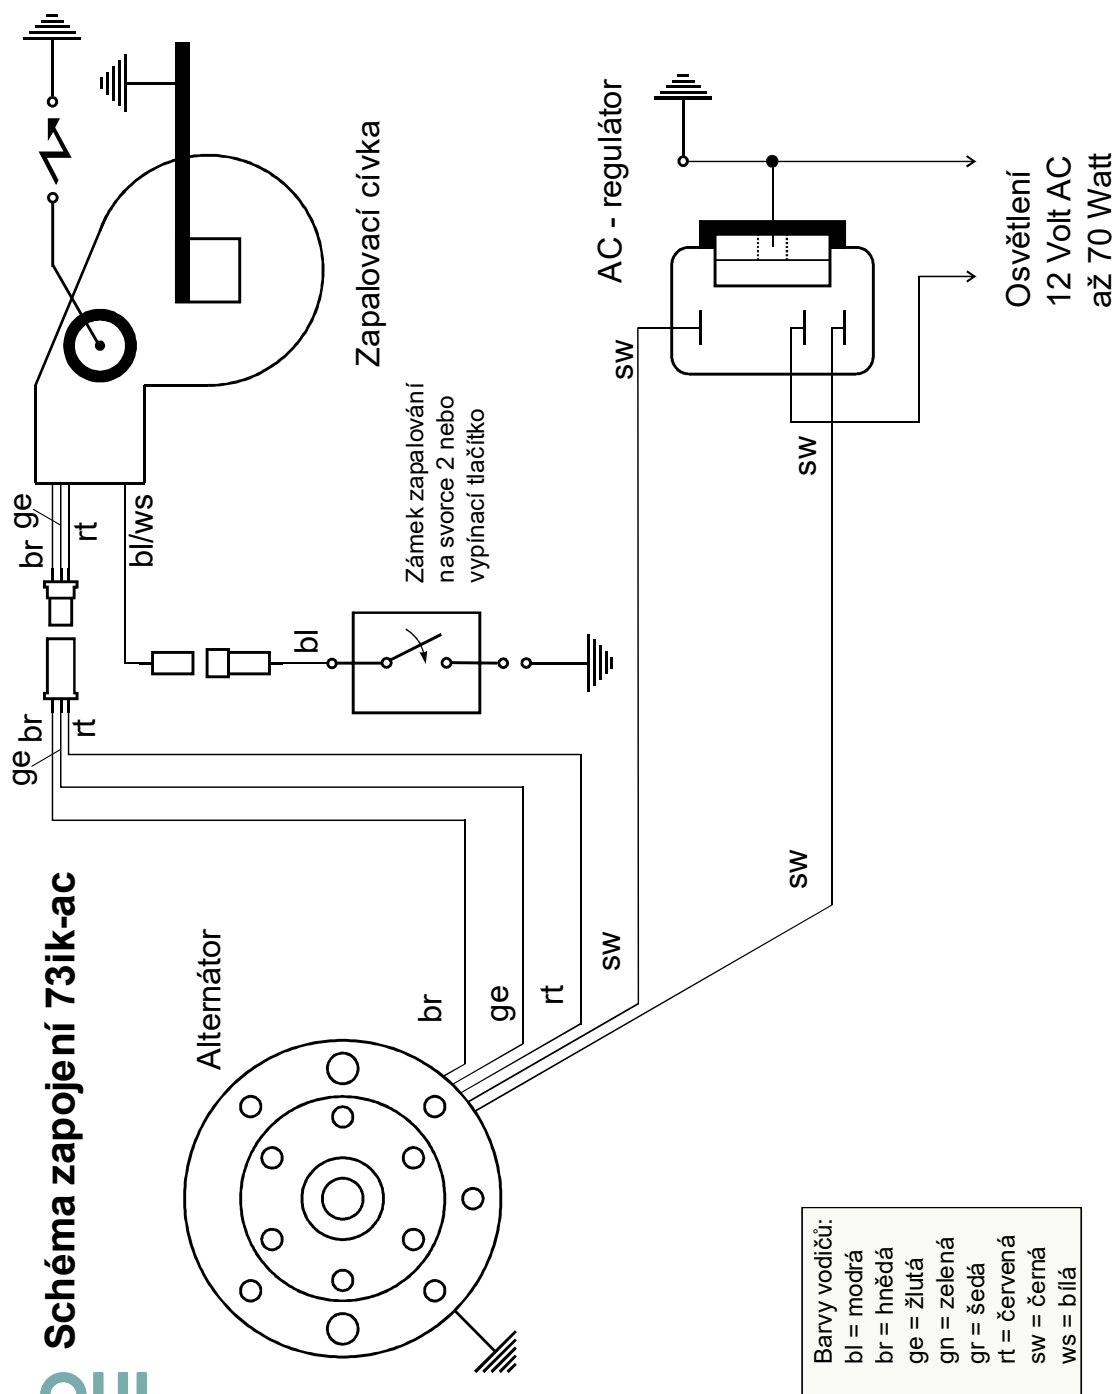 Schéma zapojení 73ik-ac
Alternátor
br
ge
rt
sw
sw
ge
br
rt
br
ge
rt
bl/ws
bl
Zapalovací cívka
Zámek zapalování
na svorce 2 nebo
vypínací tlačítko
AC - regulátor
sw
sw
Osvětlení
12 Volt AC
až 70 Watt
Barvy vodičů:
bl = modrá
br = hnědá
ge = žlutá
gn = zelená
gr = šedá
rt = červená
sw = černá
ws = bílá